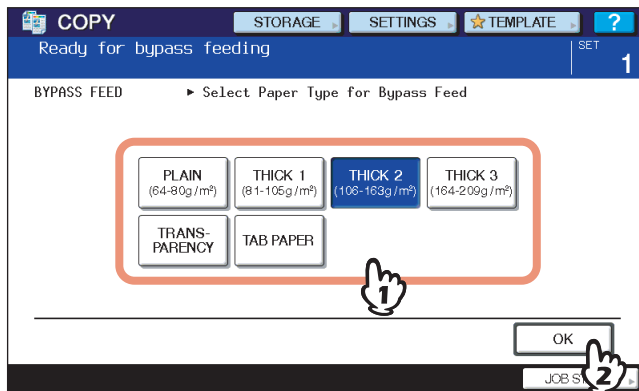 COPY
STORAGE
SETTINGS
TEMPLATE
?
Ready for bypass feeding
SET
1
BYPASS FEED
► Select Paper Type for Bypass Feed
PLAIN
(64-80g/m²)
THICK 1
(81-105g/m²)
THICK 2
(106-163g/m²)
THICK 3
(164-209g/m²)
TRANS-
PARENCY
TAB PAPER
1
OK
JOB S
2